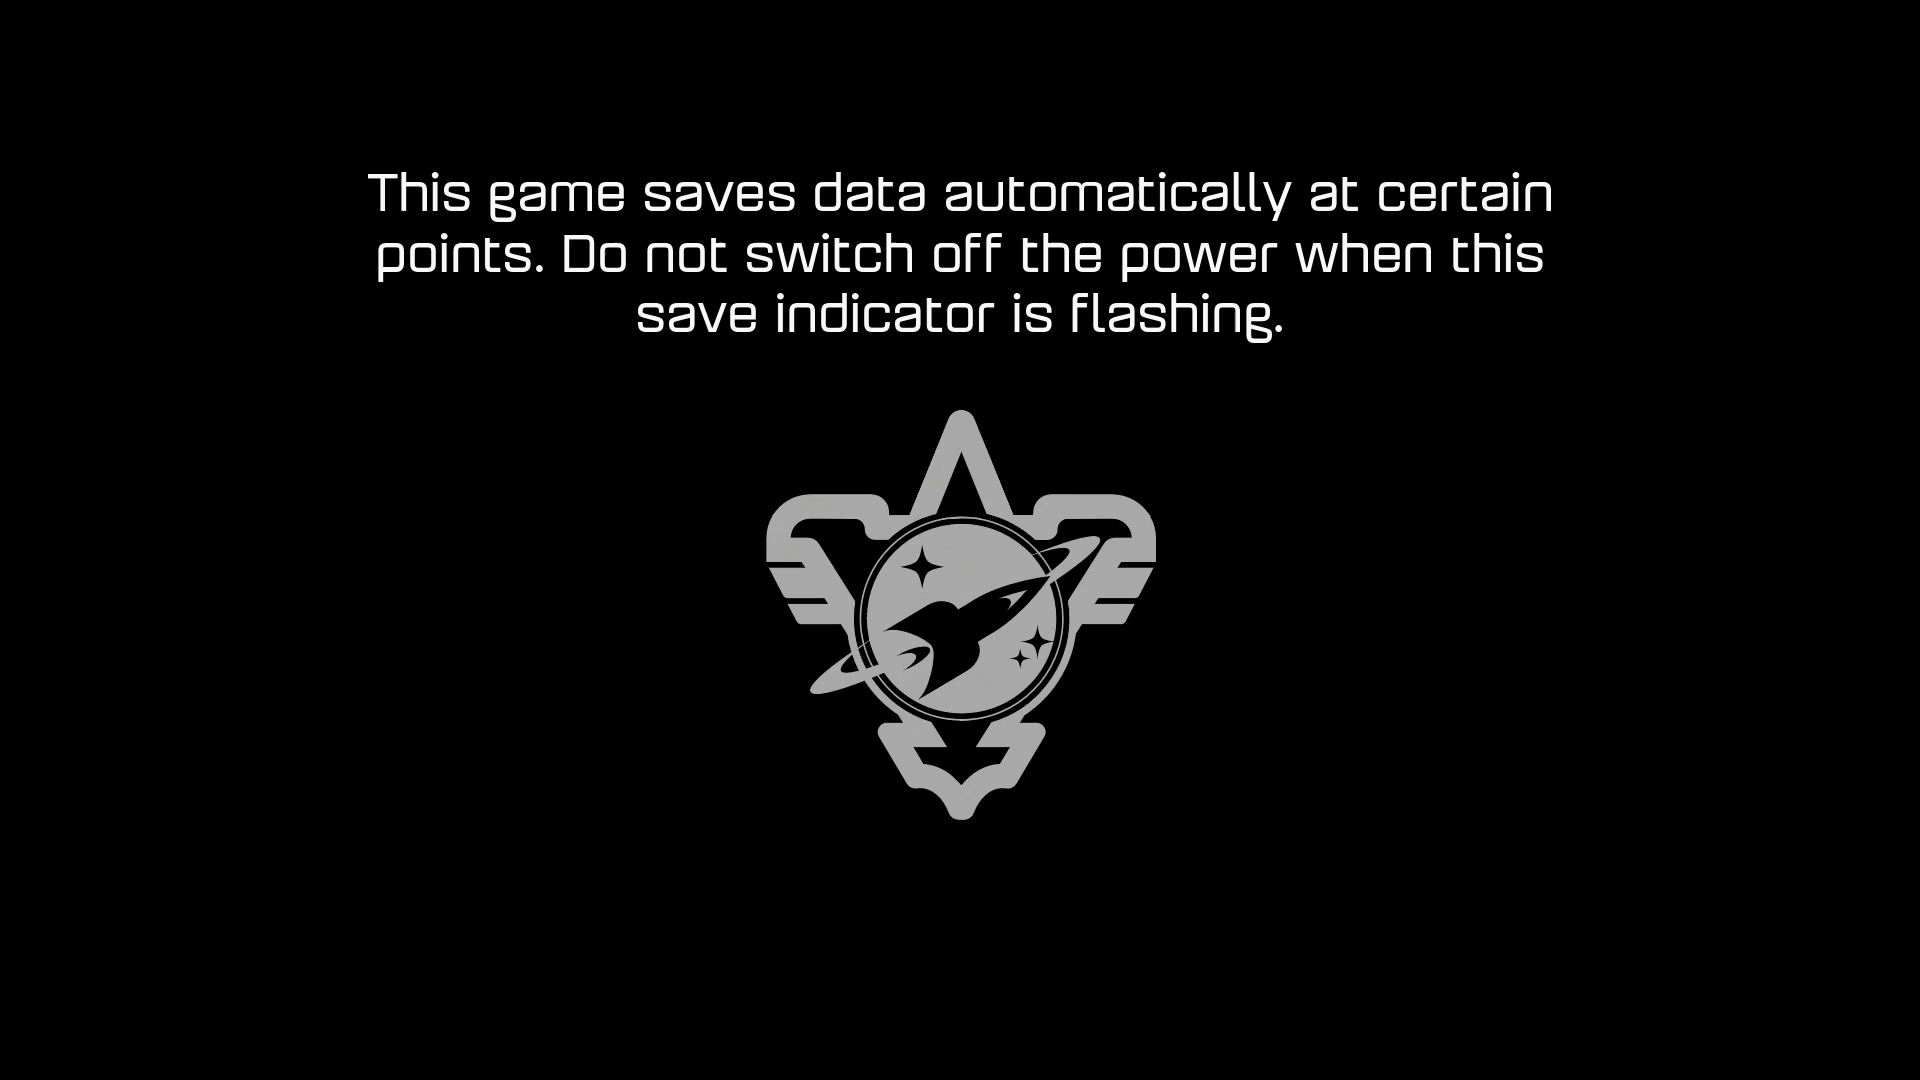 This game saves data automatically at certain
points. Do not switch off the power when this
save indicator is flashing.